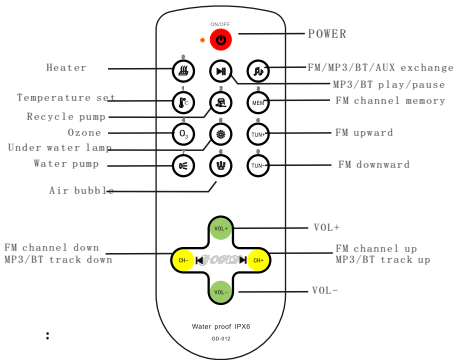 ON/OFF
POWER
Heater
FM/MP3/BT/AUX exchange
MP3/BT play/pause
Temperature set
°C
MEM
FM channel memory
Recycle pump
Ozone
O3
TUN+
FM upward
Under water lamp
Water pump
TUN-
FM downward
Air bubble
VOL+
VOL+
FM channel down
MP3/BT track down
CH-
CH+
FM channel up
MP3/BT track up
VOL-
VOL-
:
Water proof IPX6
GD-912